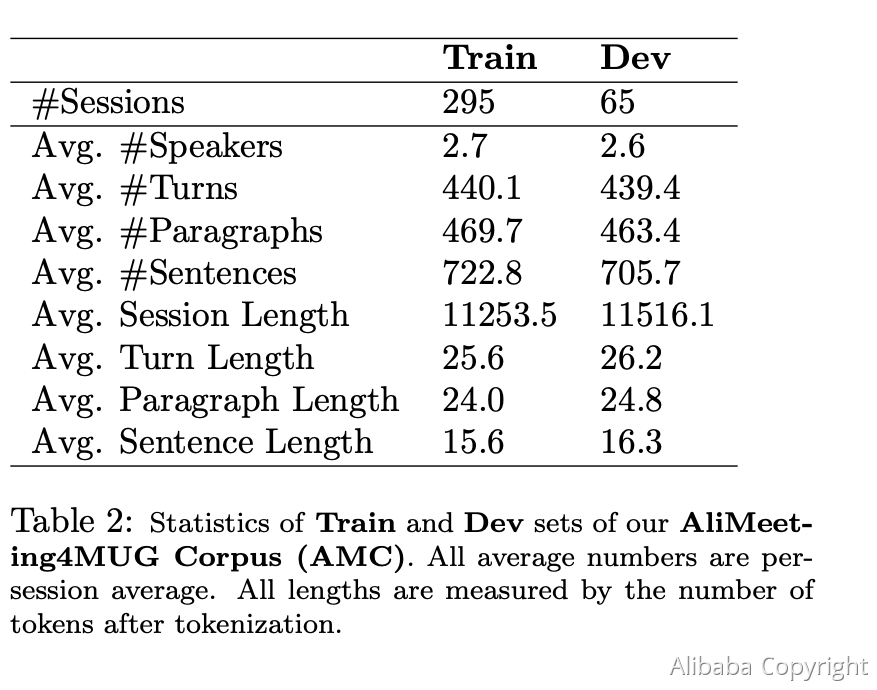 Train Dev
#Sessions 295 65
Avg. #Speakers 2.7 2.6
Avg. #Turns 440.1 439.4
Avg. #Paragraphs 469.7 463.4
Avg. #Sentences 722.8 705.7
Avg. Session Length 11253.5 11516.1
Avg. Turn Length 25.6 26.2
Avg. Paragraph Length 24.0 24.8
Avg. Sentence Length 15.6 16.3
Table 2: Statistics of Train and Dev sets of our AliMeet-
ing4MUG Corpus (AMC). All average numbers are per-
session average. All lengths are measured by the number of
tokens after tokenization.
Alibaba Copyright